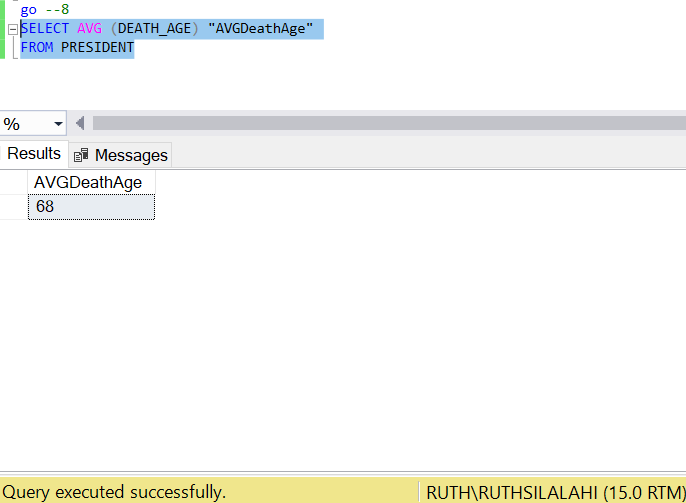 go --8
SELECT AVG (DEATH_AGE) "AVGDeathAge"
FROM PRESIDENT
%
Results Messages
AVGDeathAge
68
Query executed successfully. RUTH\RUTHSILALAHI (15.0 RTM)